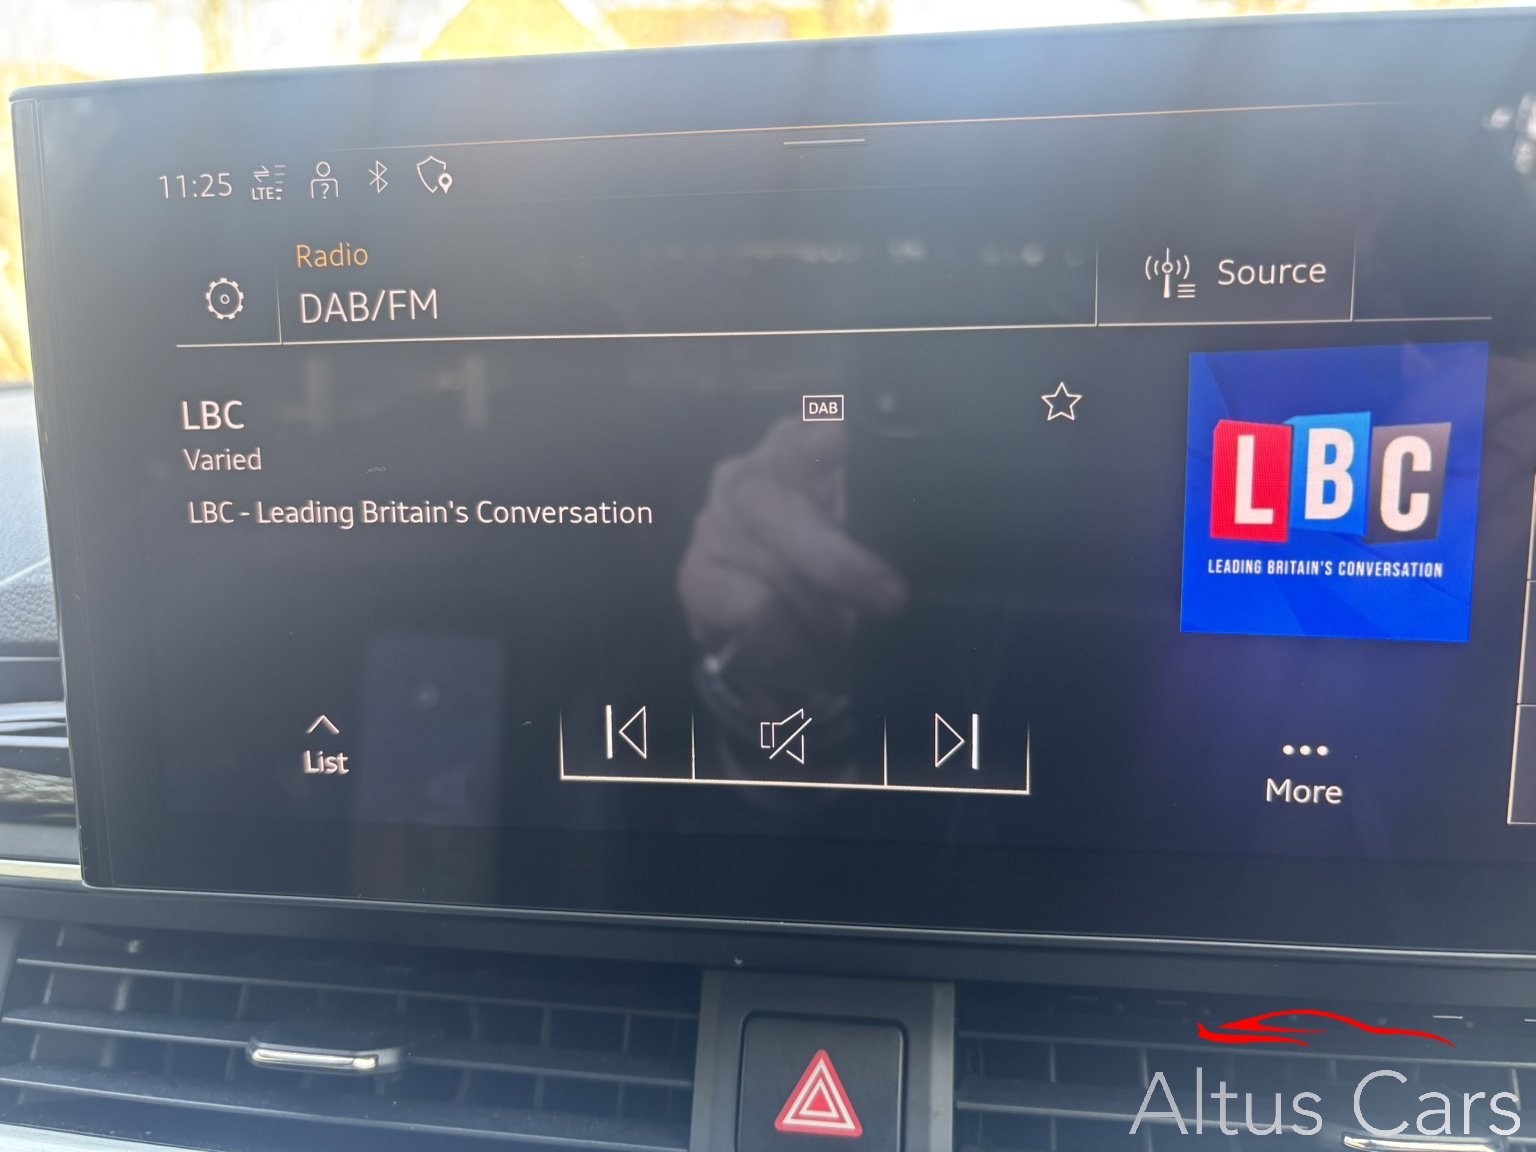 11:25
LTE
?
Radio
DAB/FM
Source
LBC
DAB
Varied
LBC - Leading Britain's Conversation
LBC
LEADING BRITAIN'S CONVERSATION
List
More
Altus Cars